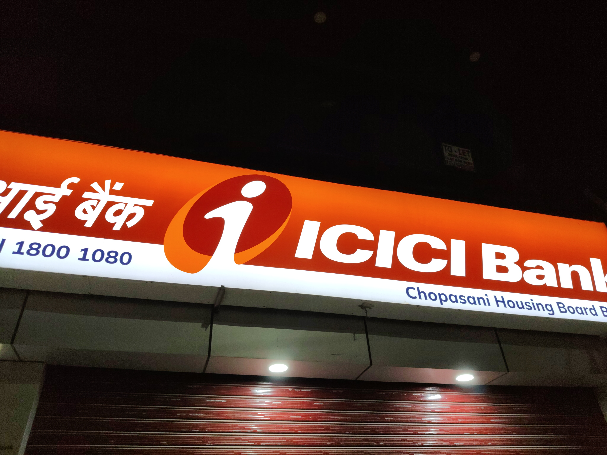 आई बैंक
1800 1080
i
ICICI Bank
Chopasani Housing Board B